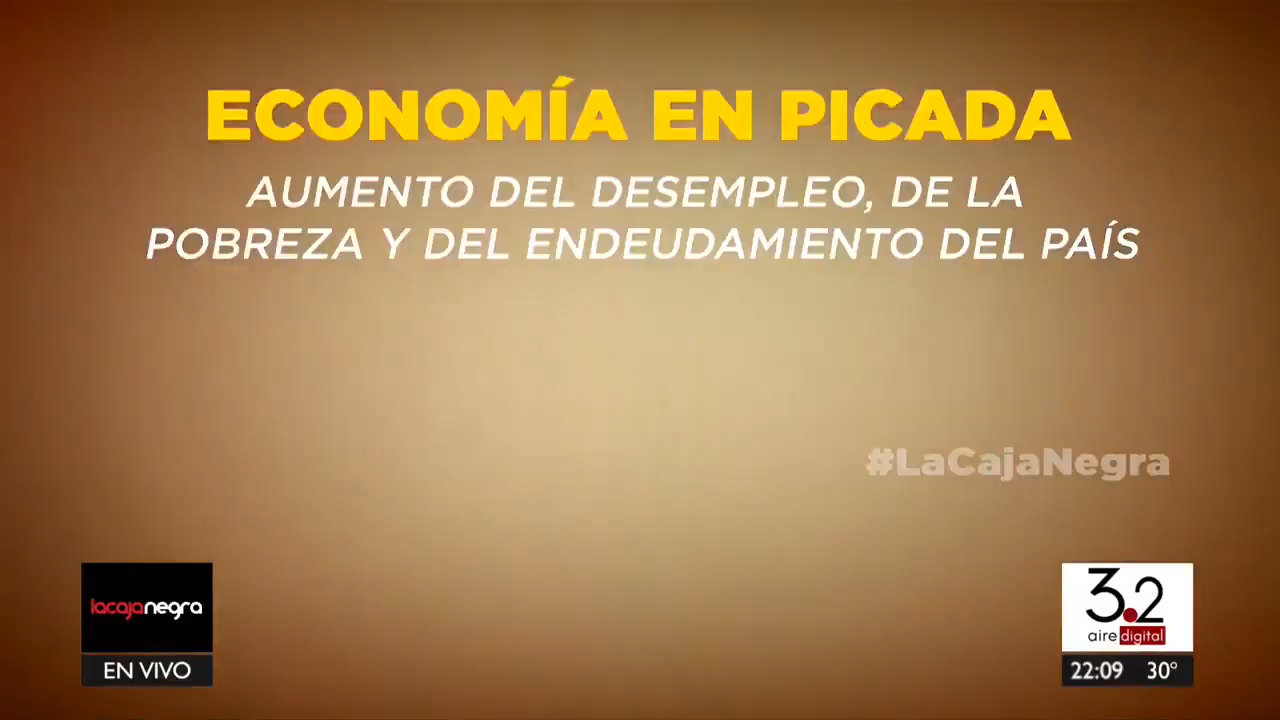 ECONOMÍA EN PICADA
AUMENTO DEL DESEMPLEO, DE LA
POBREZA Y DEL ENDEUDAMIENTO DEL PAÍS
#LaCajaNegra
lacajanegra
EN VIVO
3.2
aire digital
22:09 30°